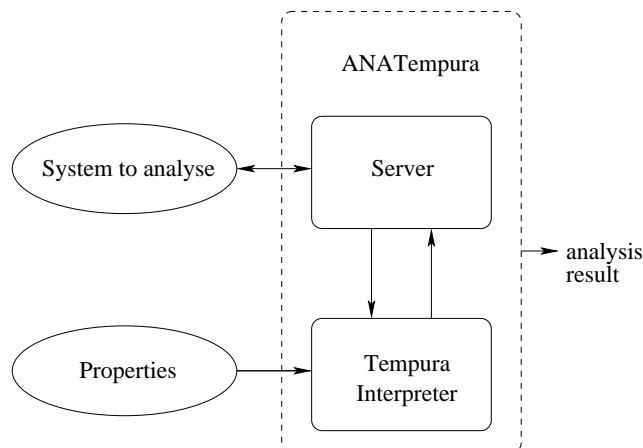 ANATempura
System to analyse
Server
analysis
result
Properties
Tempura
Interpreter